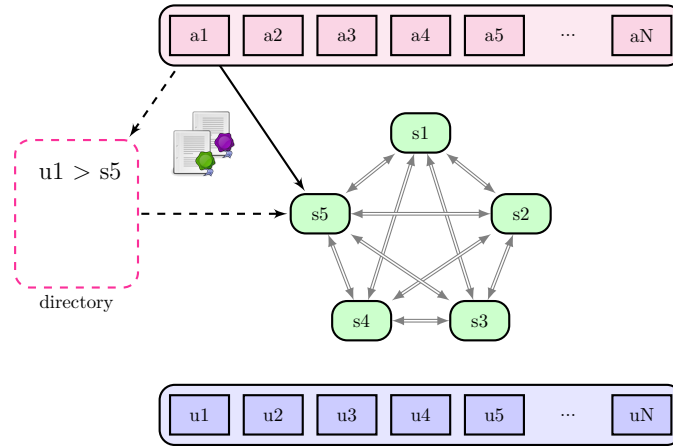 a1 a2 a3 a4 a5 ... aN
u1 > s5
directory
s1
s5 s2
s4 s3
u1 u2 u3 u4 u5 ... uN